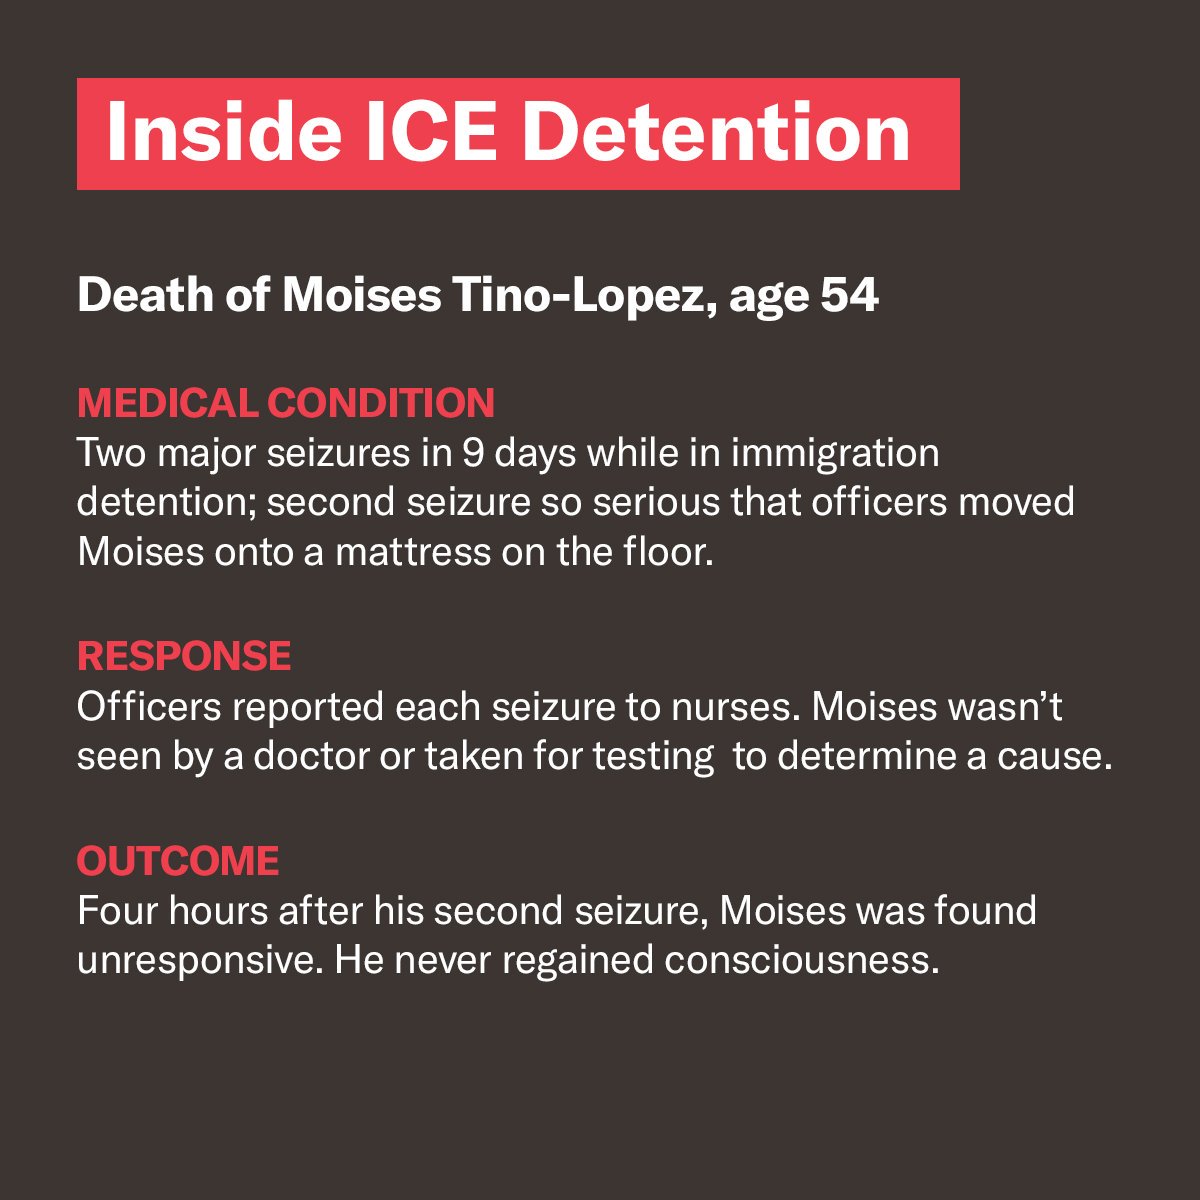 Inside ICE Detention
Death of Moises Tino-Lopez, age 54
MEDICAL CONDITION
Two major seizures in 9 days while in immigration
detention; second seizure so serious that officers moved
Moises onto a mattress on the floor.
RESPONSE
Officers reported each seizure to nurses. Moises wasn’t
seen by a doctor or taken for testing  to determine a cause.
OUTCOME
Four hours after his second seizure, Moises was found
unresponsive. He never regained consciousness.